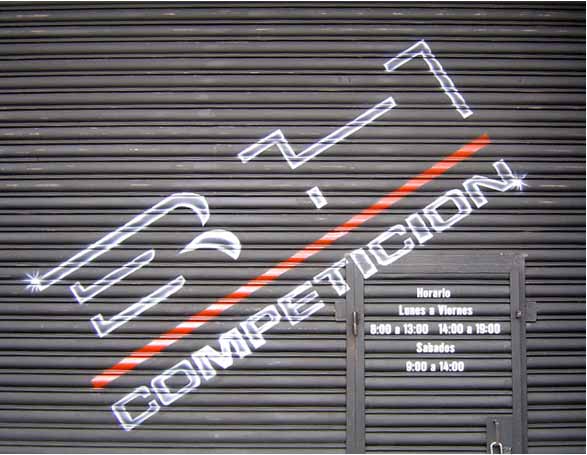 COMPETICION
Horario
Lunes a Viernes
8:00 a 13:00 14:00 a 19:00
Sabados
9:00 a 14:00